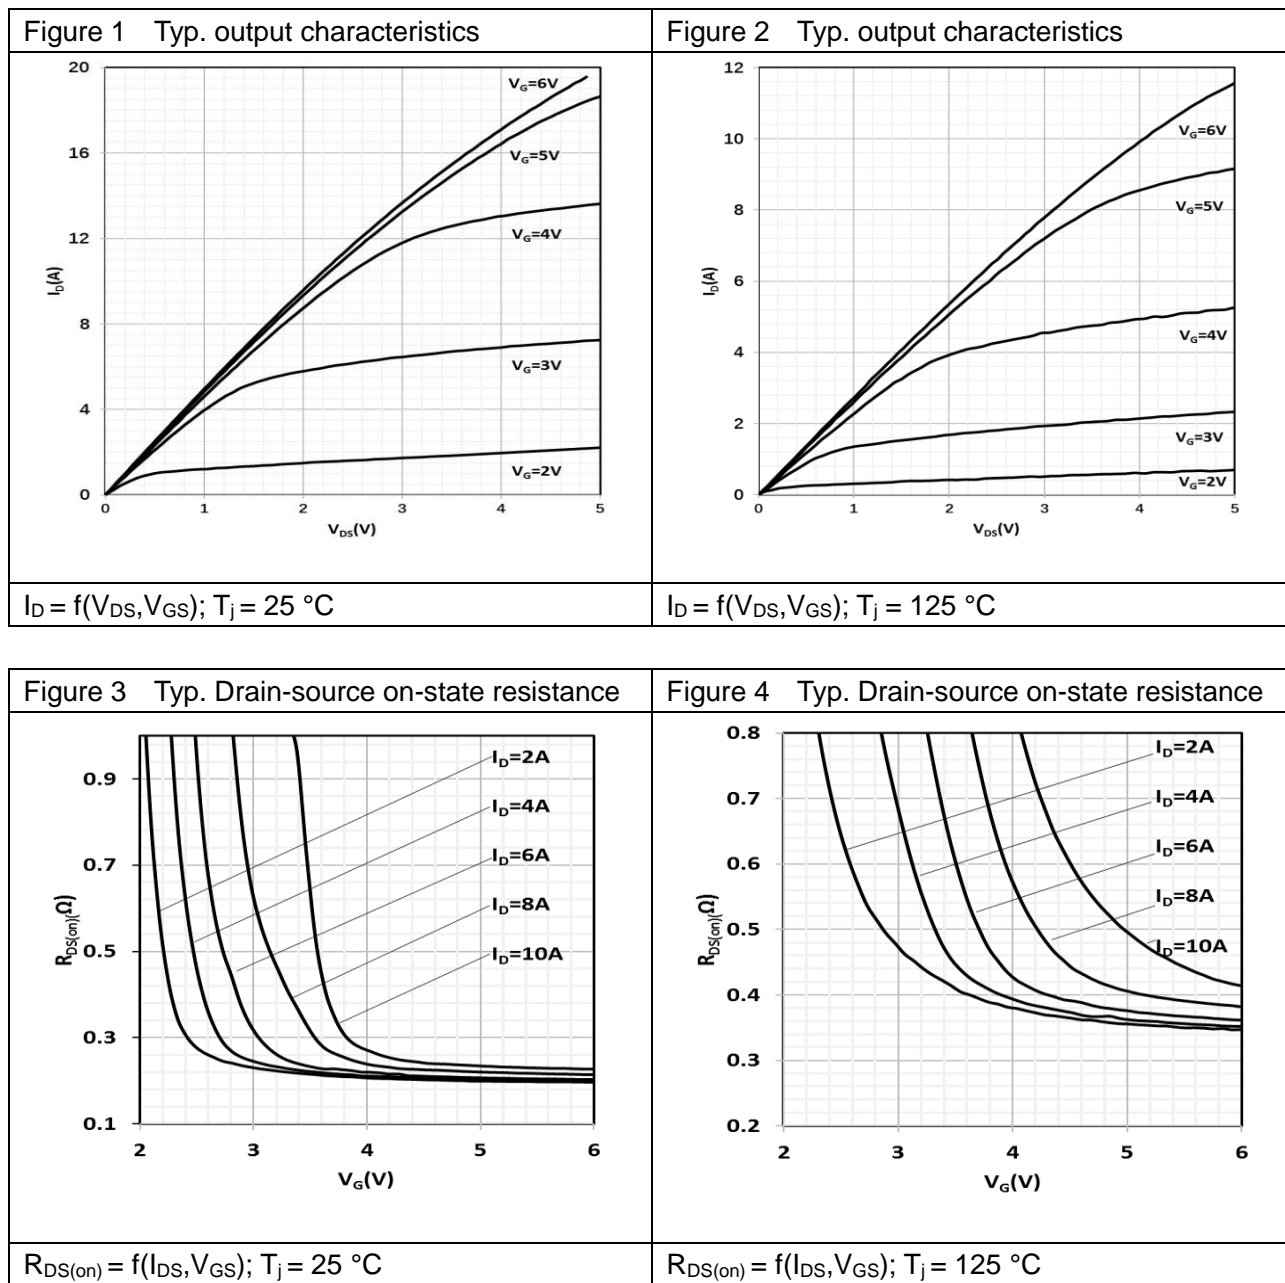 Figure 1 Typ. output characteristics
20
16
12
8
4
0
I_D(A)
V_G=6V
V_G=5V
V_G=4V
V_G=3V
V_G=2V
0 1 2 3 4 5
V_DS(V)
I_D = f(V_DS,V_GS); T_j = 25 °C
Figure 2 Typ. output characteristics
12
10
8
6
4
2
0
I_D(A)
V_G=6V
V_G=5V
V_G=4V
V_G=3V
V_G=2V
0 1 2 3 4 5
V_DS(V)
I_D = f(V_DS,V_GS); T_j = 125 °C
Figure 3 Typ. Drain-source on-state resistance
0.9
0.7
0.5
0.3
0.1
R_DS(on)(Ω)
I_D=2A
I_D=4A
I_D=6A
I_D=8A
I_D=10A
2 3 4 5 6
V_G(V)
R_DS(on) = f(I_DS,V_GS); T_j = 25 °C
Figure 4 Typ. Drain-source on-state resistance
0.8
0.7
0.6
0.5
0.4
0.3
0.2
R_DS(on)(Ω)
I_D=2A
I_D=4A
I_D=6A
I_D=8A
I_D=10A
2 3 4 5 6
V_G(V)
R_DS(on) = f(I_DS,V_GS); T_j = 125 °C